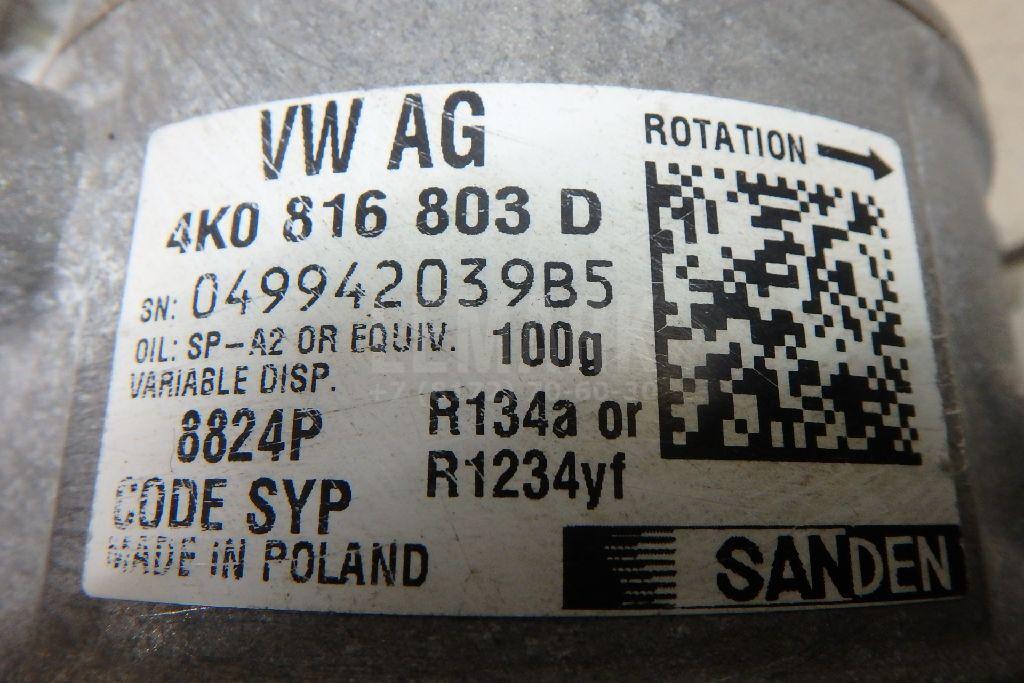 VW AG
ROTATION
4K0 816 803 D
SN: 049942039B5
OIL: SP-A2 OR EQUIV. 100g
VARIABLE DISP.
8824P
R134a or
R1234yf
CODE SYP
MADE IN POLAND
SANDEN